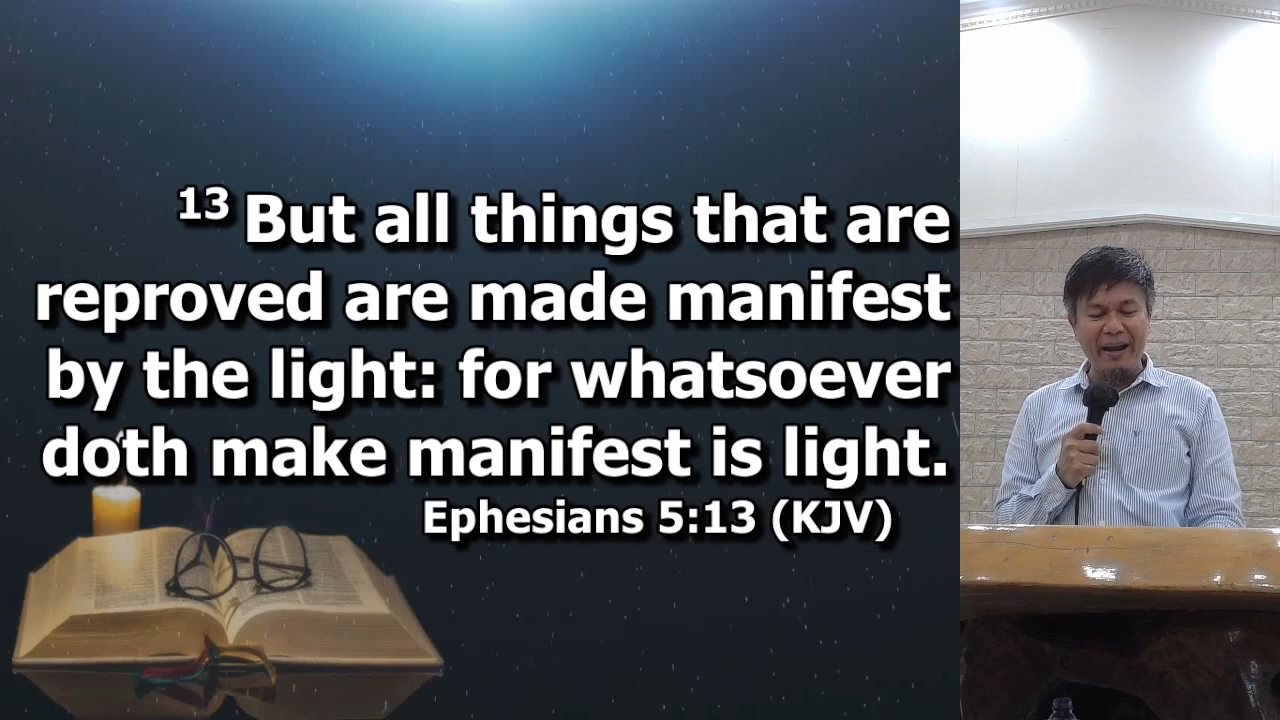 13 But all things that are
reproved are made manifest
by the light: for whatsoever
doth make manifest is light.
Ephesians 5:13 (KJV)